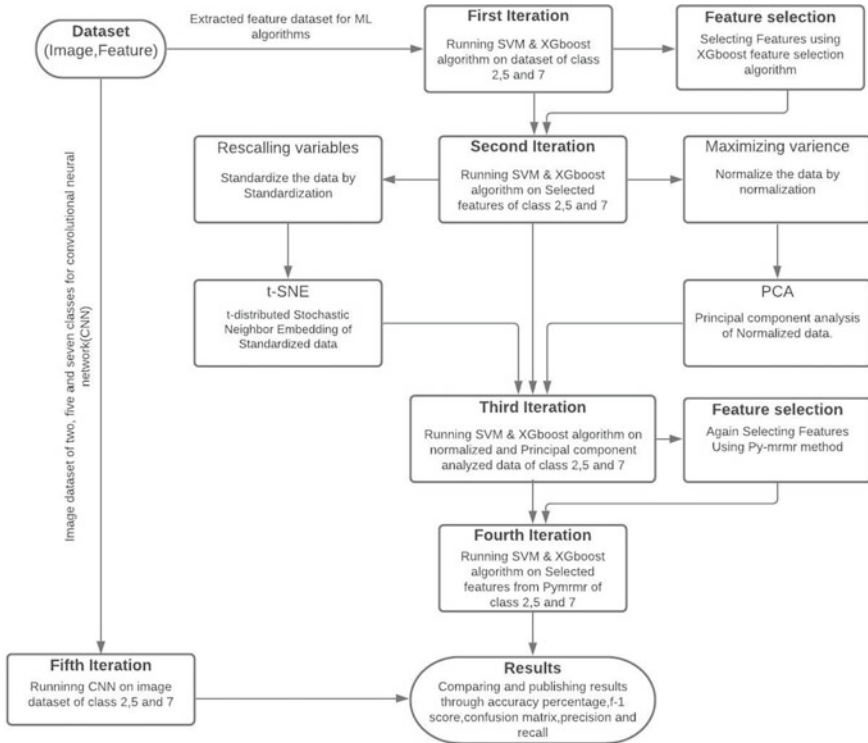 Dataset
(Image,Feature)
Extracted feature dataset for ML
algorithms
First Iteration
Running SVM & XGboost
algorithm on dataset of class
2,5 and 7
Feature selection
Selecting Features using
XGboost feature selection
algorithm
Rescalling variables
Standardize the data by
Standardization
Second Iteration
Running SVM & XGboost
algorithm on Selected
features of class 2,5 and 7
Maximizing varience
Normalize the data by
normalization
t-SNE
t-distributed Stochastic
Neighbor Embedding of
Standardized data
PCA
Principal component analysis
of Normalized data.
Image dataset of two, five and seven classes for convolutional neural
network(CNN)
Third Iteration
Running SVM & XGboost algorithm on
normalized and Principal component
analyzed data of class 2,5 and 7
Feature selection
Again Selecting Features
Using Py-mrmr method
Fourth Iteration
Running SVM & XGboost
algorithm on Selected
features from Pymrmr of
class 2,5 and 7
Fifth Iteration
Runninng CNN on image
dataset of class 2,5 and 7
Results
Comparing and publishing results
through accuracy percentage,f-1
score,confusion matrix,precision and
recall